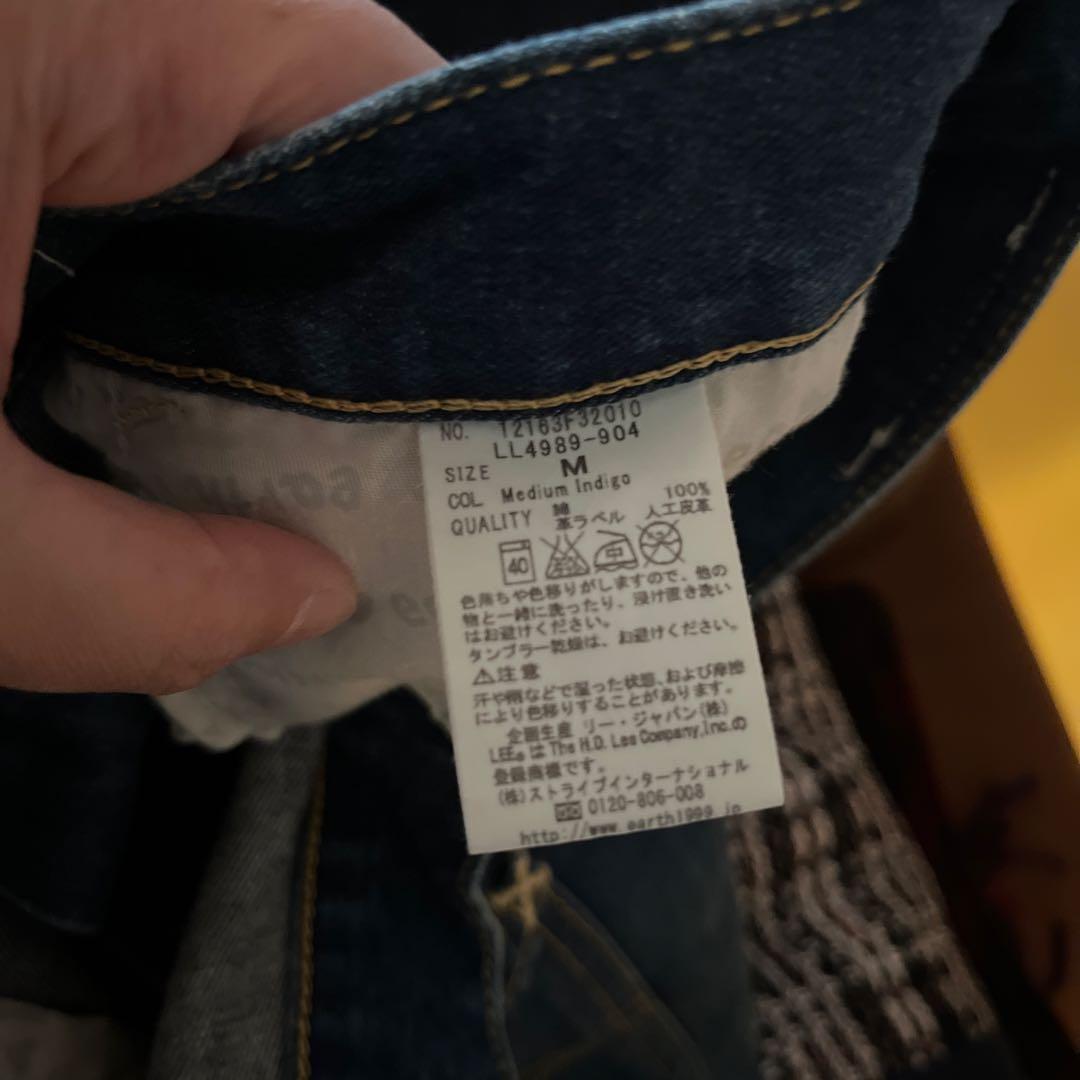 NO. 12163F32010
LL4989-904
SIZE M
COL Medium Indigo
QUALITY 綿 100%
革ラベル 人工皮革
40 中
色落ちや色移りがしますので、他の
物と一緒に洗ったり、浸け置き洗い
はお避けください。
タンブラー乾燥は、お避けください。
⚠注意
汗や雨などで湿った状態、および摩擦
により色移りすることがあります。
企画生産 リー・ジャパン(株)
LEE® は The H.D. Lee Company, Inc.の
登録商標です。
(株)ストライプインターナショナル
0120-806-008
http://www.earth1999.jp